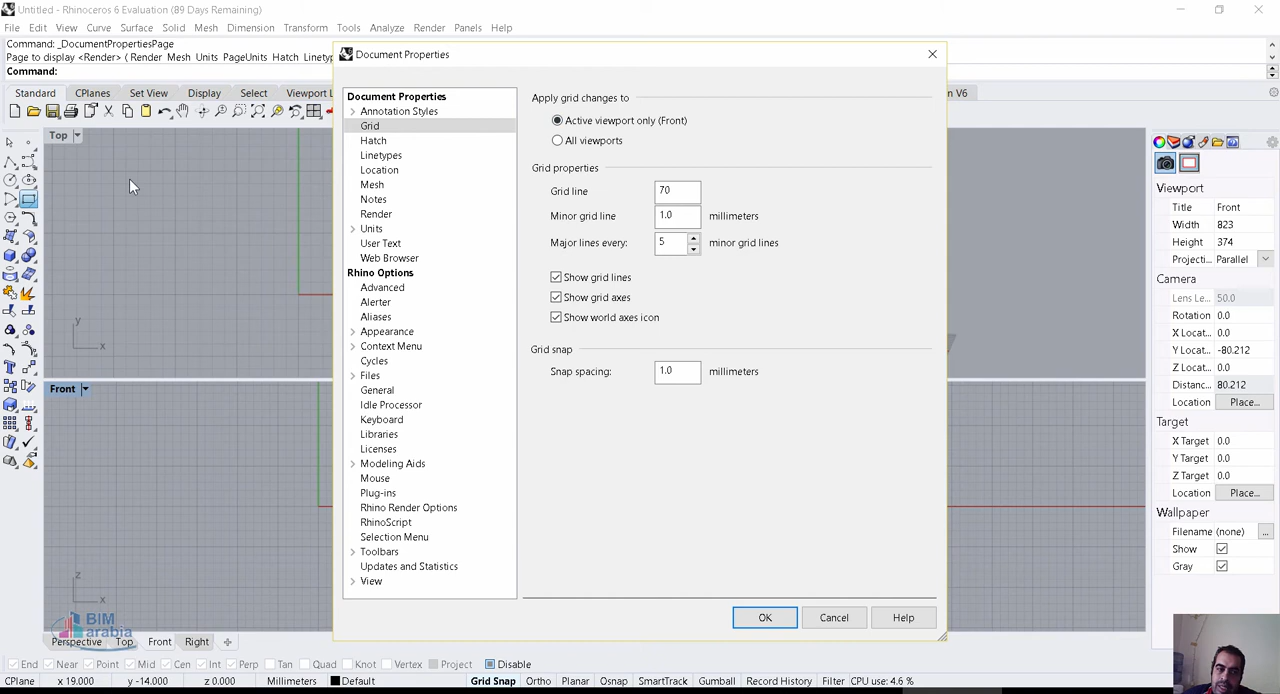 Untitled - Rhinoceros 6 Evaluation (89 Days Remaining)
File Edit View Curve Surface Solid Mesh Dimension Transform Tools Analyze Render Panels Help
Command: _DocumentPropertiesPage
Page to display <Render> ( Render Mesh Units PageUnits Hatch Linetyp
Command:
Standard CPlanes Set View Display Select Viewport L
n V6
Top
Front
y
x
z
x
BIM
arabia
Perspective Top Front Right
Document Properties
Document Properties
Annotation Styles
Grid
Hatch
Linetypes
Location
Mesh
Notes
Render
Units
User Text
Web Browser
Rhino Options
Advanced
Alerter
Aliases
Appearance
Context Menu
Cycles
Files
General
Idle Processor
Keyboard
Libraries
Licenses
Modeling Aids
Mouse
Plug-ins
Rhino Render Options
RhinoScript
Selection Menu
Toolbars
Updates and Statistics
View
Apply grid changes to
Active viewport only (Front)
All viewports
Grid properties
Grid line 70
Minor grid line 1.0 millimeters
Major lines every: 5 minor grid lines
Show grid lines
Show grid axes
Show world axes icon
Grid snap
Snap spacing: 1.0 millimeters
OK Cancel Help
Viewport
Title Front
Width 823
Height 374
Projecti... Parallel
Camera
Lens Le... 50.0
Rotation 0.0
X Locat... 0.0
Y Locat... -80.212
Z Locat... 0.0
Distanc... 80.212
Location Place...
Target
X Target 0.0
Y Target 0.0
Z Target 0.0
Location Place...
Wallpaper
Filename (none) ...
Show
Gray
End Near Point Mid Cen Int Perp Tan Quad Knot Vertex Project Disable
CPlane x 19.000 y -14.000 z 0.000 Millimeters Default Grid Snap Ortho Planar Osnap SmartTrack Gumball Record History Filter CPU use: 4.6 %